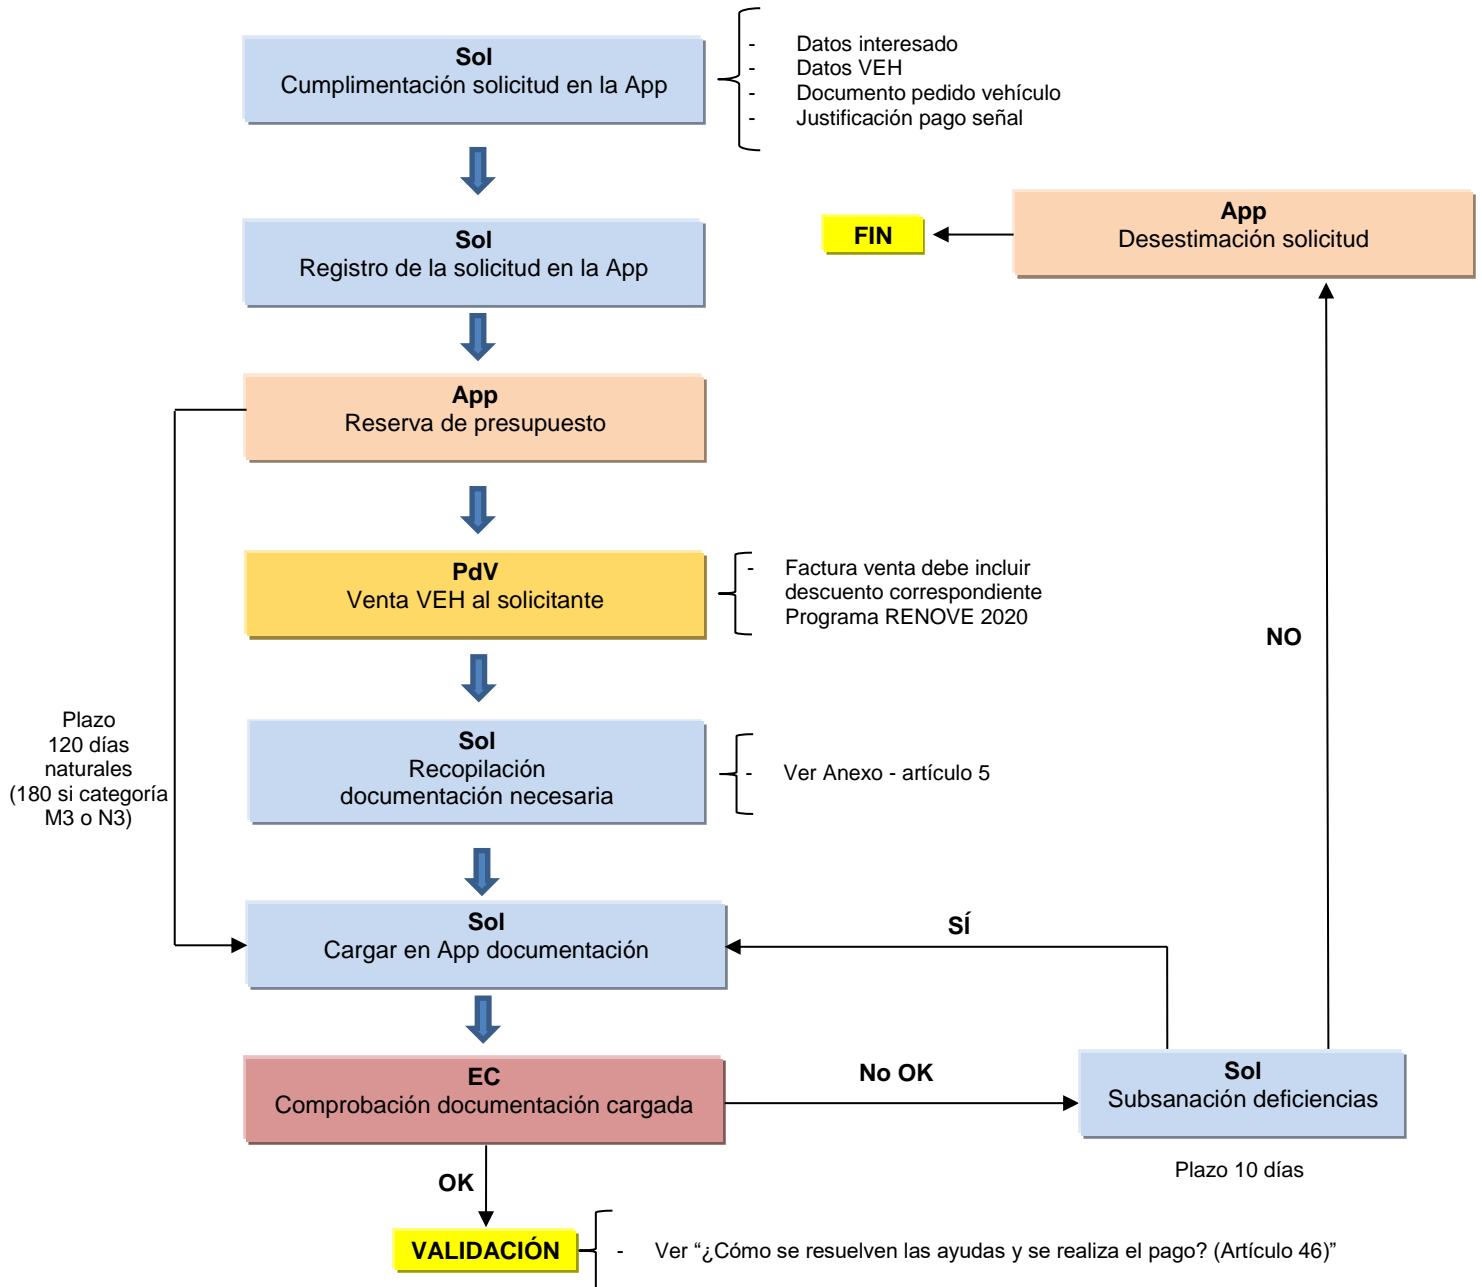 Sol
Cumplimentación solicitud en la App
- Datos interesado
- Datos VEH
- Documento pedido vehículo
- Justificación pago señal
Sol
Registro de la solicitud en la App
FIN
App
Desestimación solicitud
App
Reserva de presupuesto
PdV
Venta VEH al solicitante
- Factura venta debe incluir
descuento correspondiente
Programa RENOVE 2020
NO
Plazo
120 días
naturales
(180 si categoría
M3 o N3)
Sol
Recopilación
documentación necesaria
- Ver Anexo - artículo 5
Sol
Cargar en App documentación
SÍ
EC
Comprobación documentación cargada
No OK
Sol
Subsanación deficiencias
Plazo 10 días
OK
VALIDACIÓN
- Ver “¿Cómo se resuelven las ayudas y se realiza el pago? (Artículo 46)”